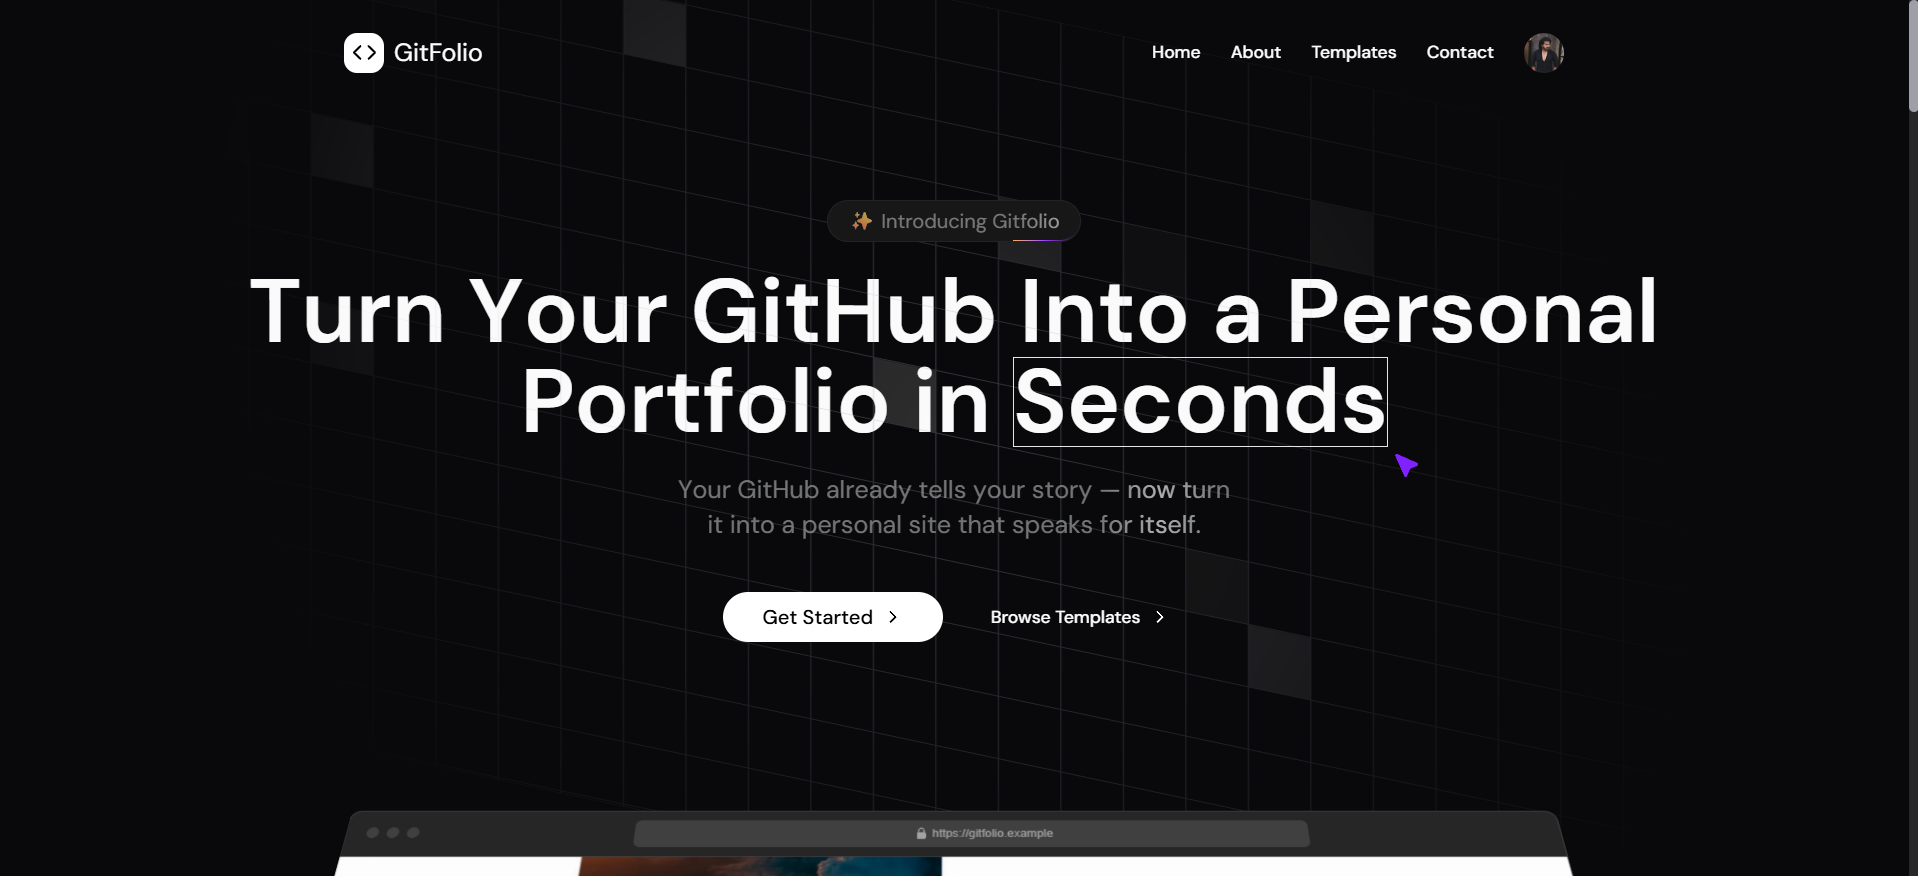 GitFolio
Home About Templates Contact
✨ Introducing Gitfolio
Turn Your GitHub Into a Personal
Portfolio in Seconds
Your GitHub already tells your story — now turn
it into a personal site that speaks for itself.
Get Started
Browse Templates
https://gitfolio.example